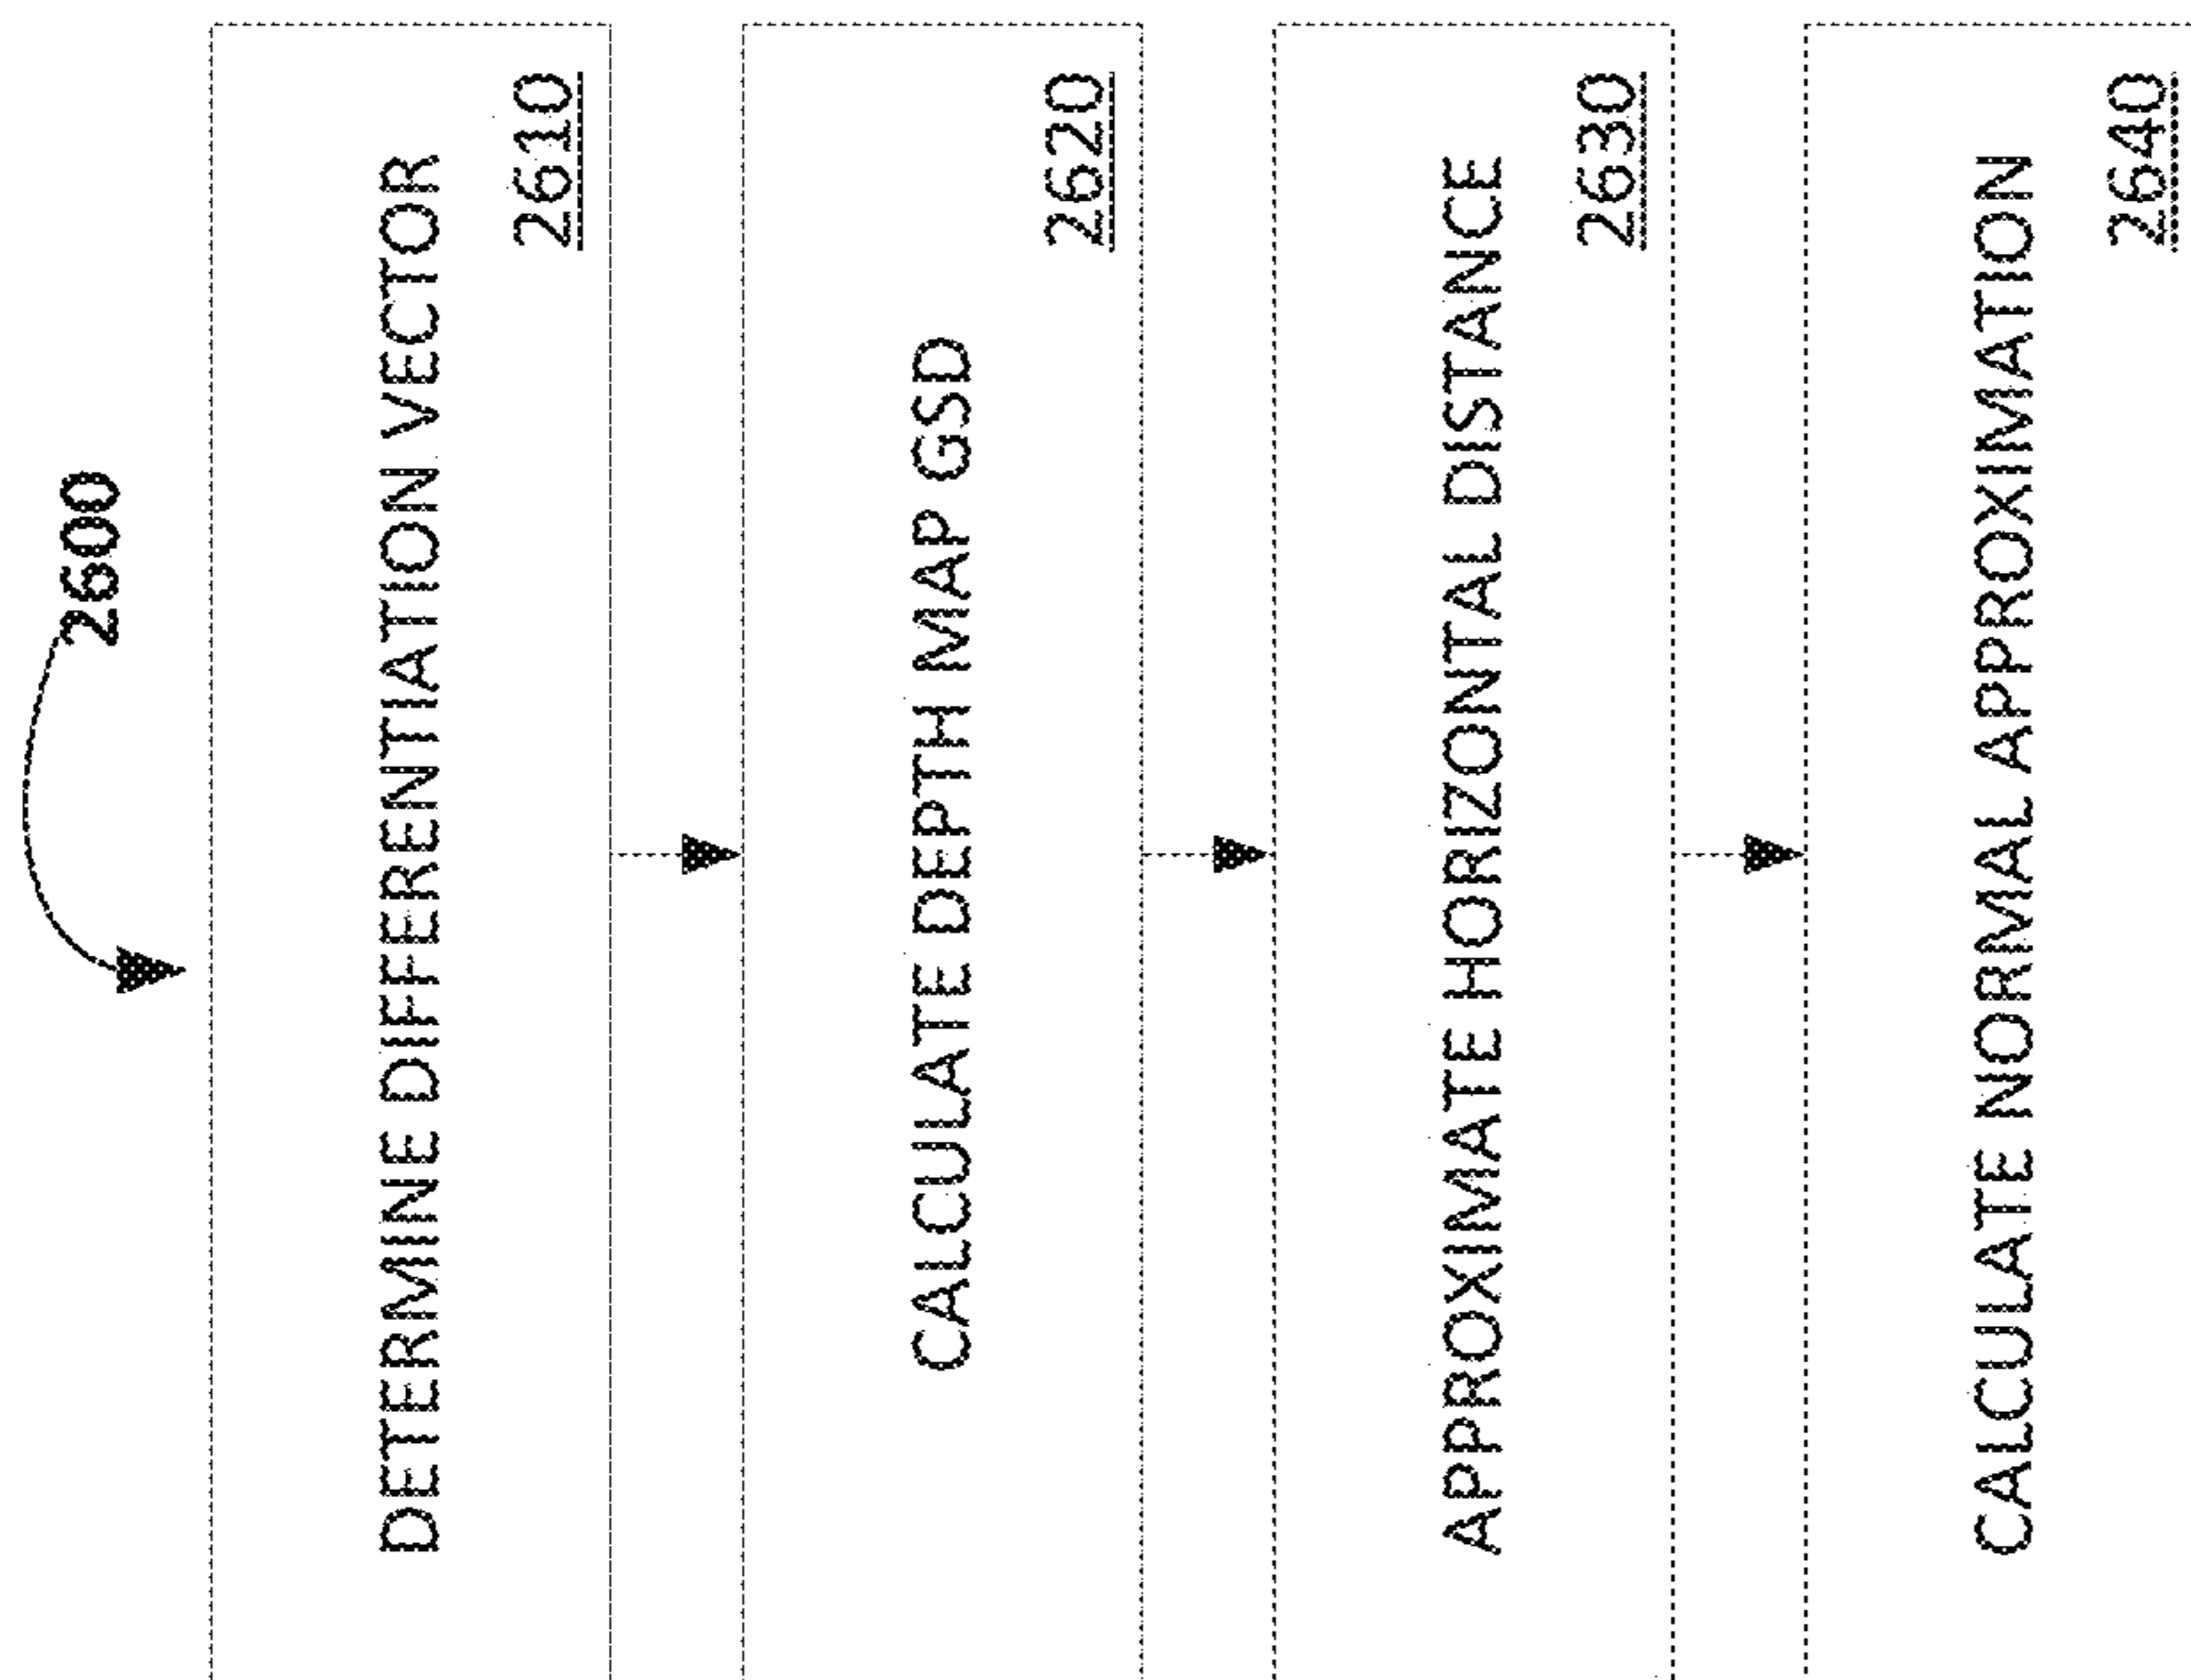 2600
DETERMINE DIFFERENTIATION VECTOR
2610
CALCULATE DEPTH MAP GSD
2620
APPROXIMATE HORIZONTAL DISTANCE
2630
CALCULATE NORMAL APPROXIMATION
2640